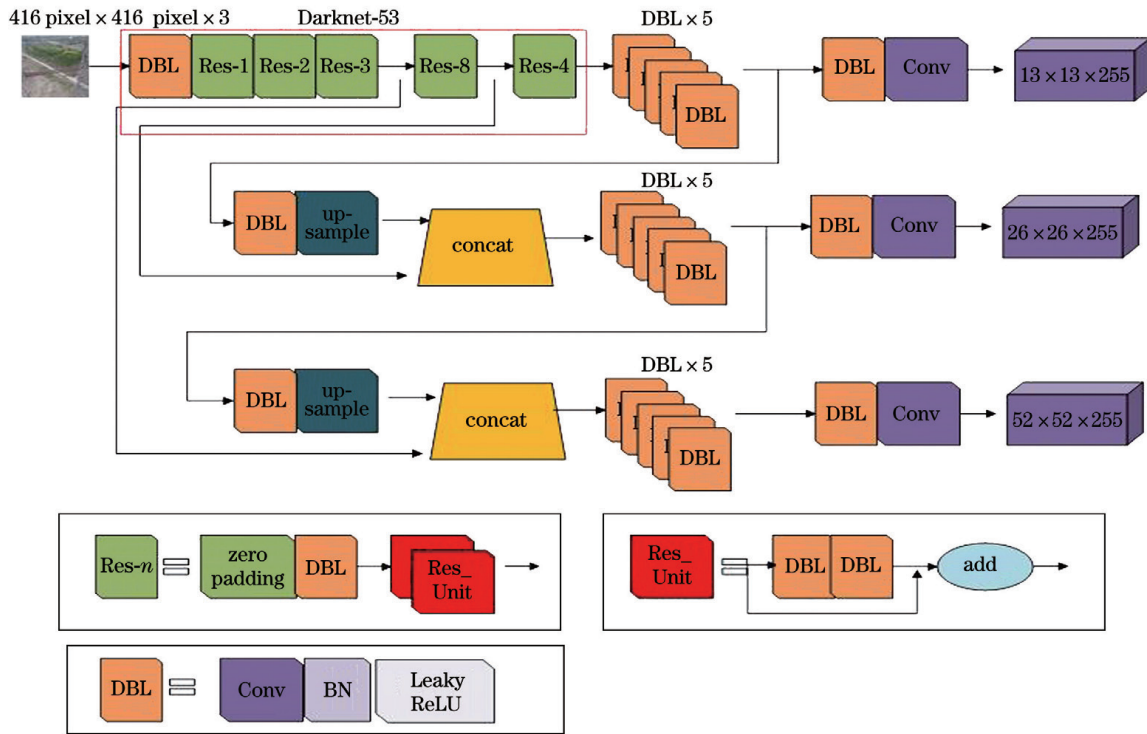 416 pixel × 416 pixel × 3 Darknet-53 DBL × 5
DBL Res-1 Res-2 Res-3 Res-8 Res-4 DBL DBL Conv 13 × 13 × 255
DBL × 5
DBL up-
sample concat DBL DBL Conv 26 × 26 × 255
DBL × 5
DBL up-
sample concat DBL DBL Conv 52 × 52 × 255
Res-n = zero
padding DBL Res_
Unit
Res_
Unit = DBL DBL add
DBL = Conv BN Leaky
ReLU